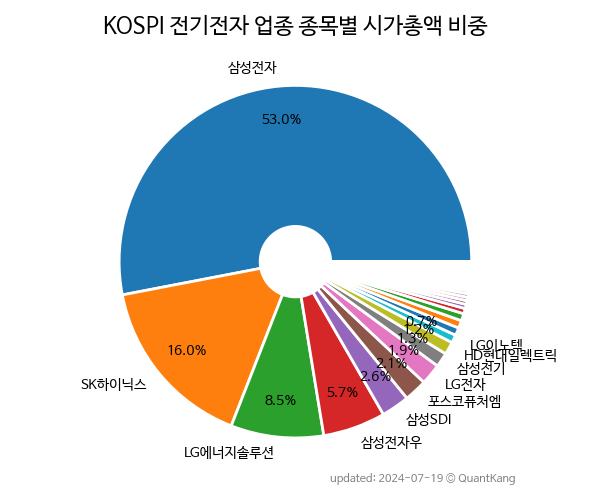 KOSPI 전기전자 업종 종목별 시가총액 비중
삼성전자
53.0%
SK하이닉스
16.0%
LG에너지솔루션
8.5%
삼성전자우
5.7%
삼성SDI
2.6%
포스코퓨처엠
2.1%
LG전자
1.9%
삼성전기
1.3%
HD현대일렉트릭
1.2%
LG이노텍
0.7%
updated: 2024-07-19 © QuantKang